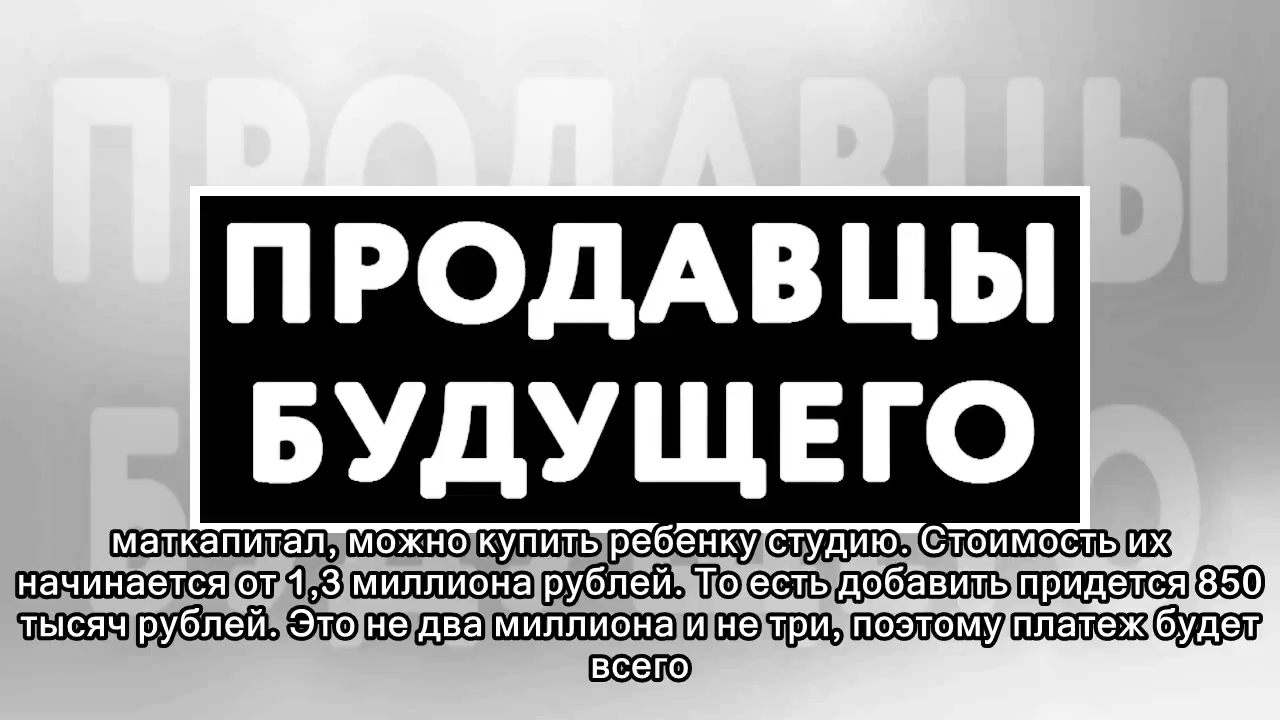 ПРОДАВЦЫ
БУДУЩЕГО
маткапитал, можно купить ребенку студию. Стоимость их
начинается от 1,3 миллиона рублей. То есть добавить придется 850
тысяч рублей. Это не два миллиона и не три, поэтому платеж будет
всего